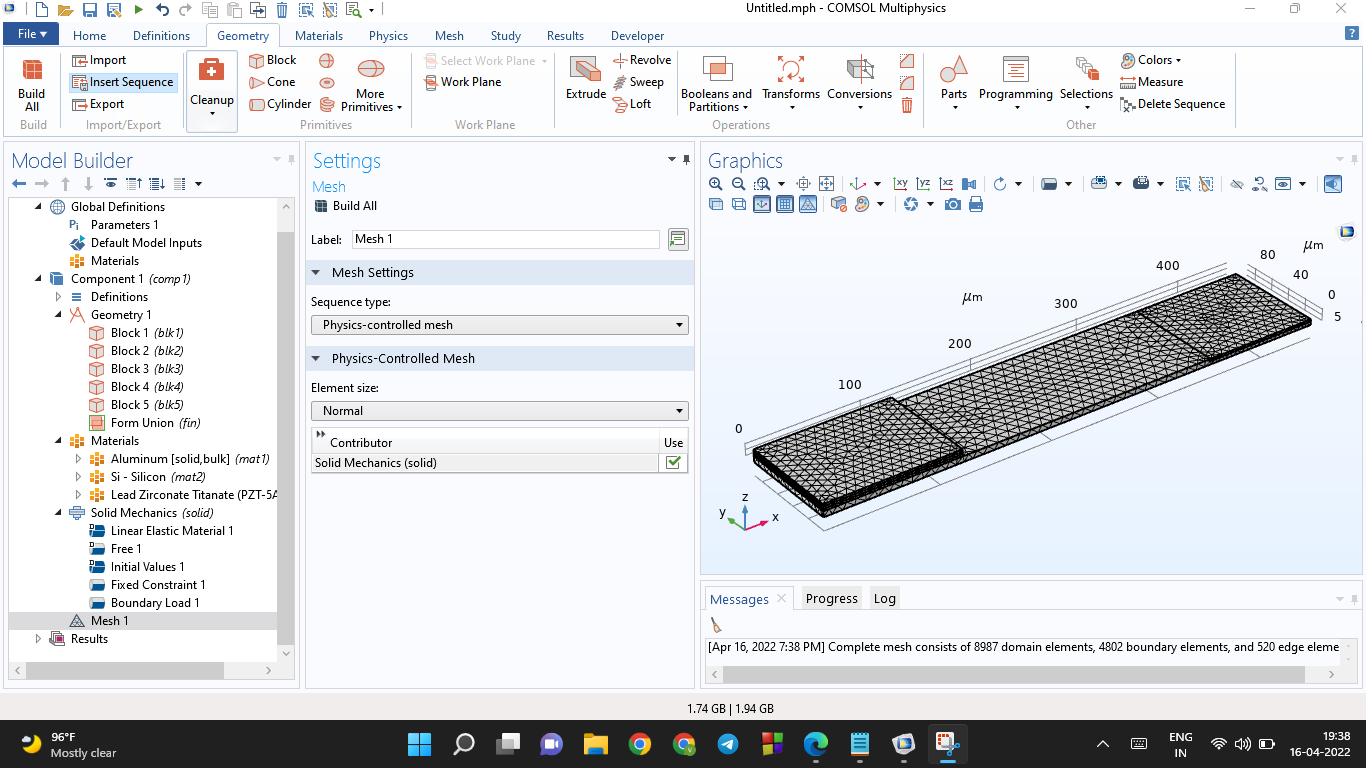 Untitled.mph - COMSOL Multiphysics
File Home Definitions Geometry Materials Physics Mesh Study Results Developer
Build All
Build
Import
Insert Sequence
Export
Import/Export
Cleanup
Block
Cone
Cylinder
More Primitives
Primitives
Select Work Plane
Work Plane
Work Plane
Extrude
Revolve
Sweep
Loft
Booleans and Partitions
Transforms
Conversions
Operations
Parts
Programming
Selections
Colors
Measure
Delete Sequence
Other
Model Builder
Global Definitions
Pi Parameters 1
Default Model Inputs
Materials
Component 1 (comp1)
Definitions
Geometry 1
Block 1 (blk1)
Block 2 (blk2)
Block 3 (blk3)
Block 4 (blk4)
Block 5 (blk5)
Form Union (fin)
Materials
Aluminum [solid,bulk] (mat1)
Si - Silicon (mat2)
Lead Zirconate Titanate (PZT-5A
Solid Mechanics (solid)
Linear Elastic Material 1
Free 1
Initial Values 1
Fixed Constraint 1
Boundary Load 1
Mesh 1
Results
Settings
Mesh
Build All
Label: Mesh 1
Mesh Settings
Sequence type:
Physics-controlled mesh
Physics-Controlled Mesh
Element size:
Normal
Contributor Use
Solid Mechanics (solid)
Graphics
xy yz xz
µm
80
40
0
5
400
µm
300
200
100
0
z
y
x
Messages Progress Log
[Apr 16, 2022 7:38 PM] Complete mesh consists of 8987 domain elements, 4802 boundary elements, and 520 edge eleme
1.74 GB | 1.94 GB
96°F
Mostly clear
ENG
IN
19:38
16-04-2022